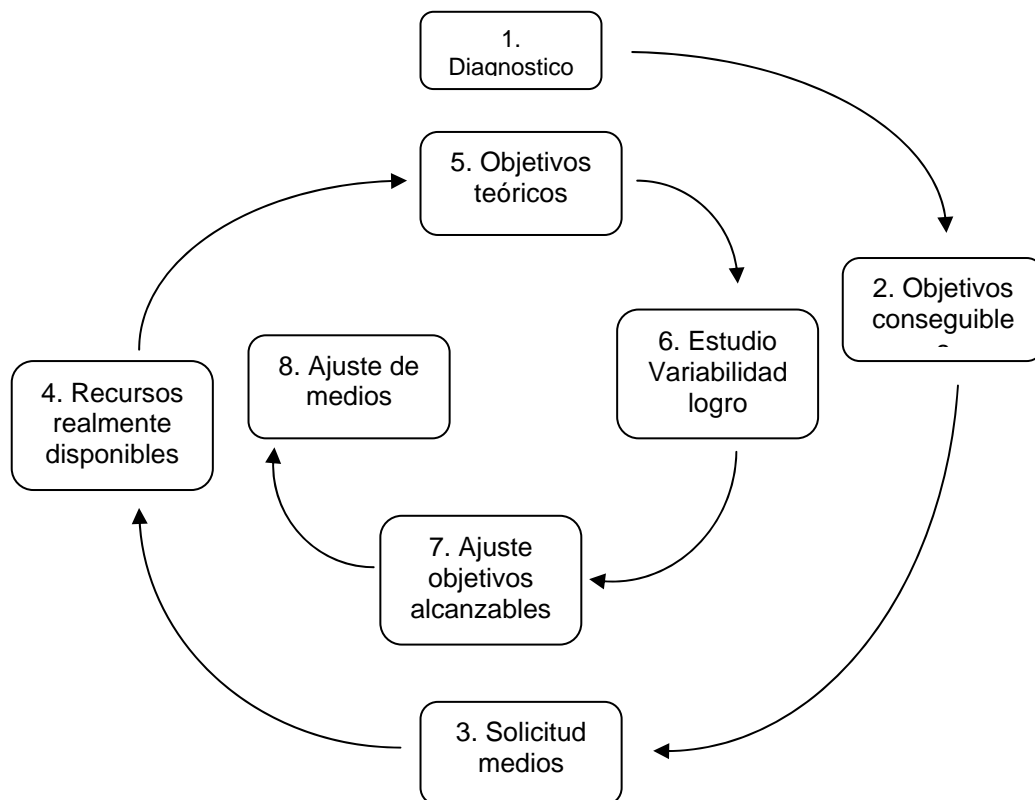 1.
Diagnostico
5. Objetivos
teóricos
2. Objetivos
conseguible
6. Estudio
Variabilidad
logro
8. Ajuste de
medios
4. Recursos
realmente
disponibles
7. Ajuste
objetivos
alcanzables
3. Solicitud
medios